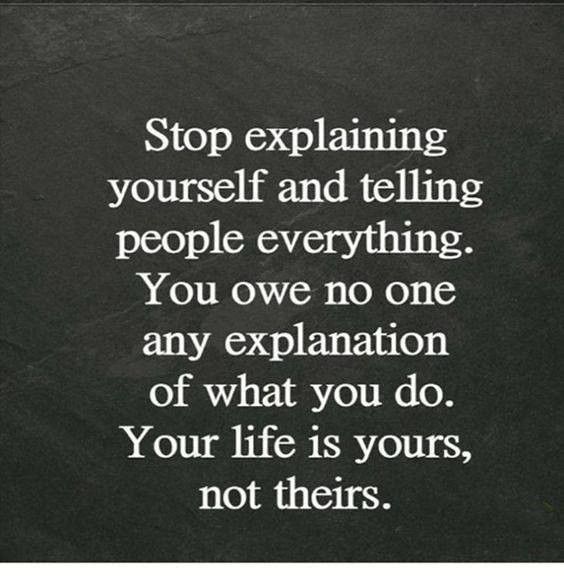 Stop explaining
yourself and telling
people everything.
You owe no one
any explanation
of what you do.
Your life is yours,
not theirs.